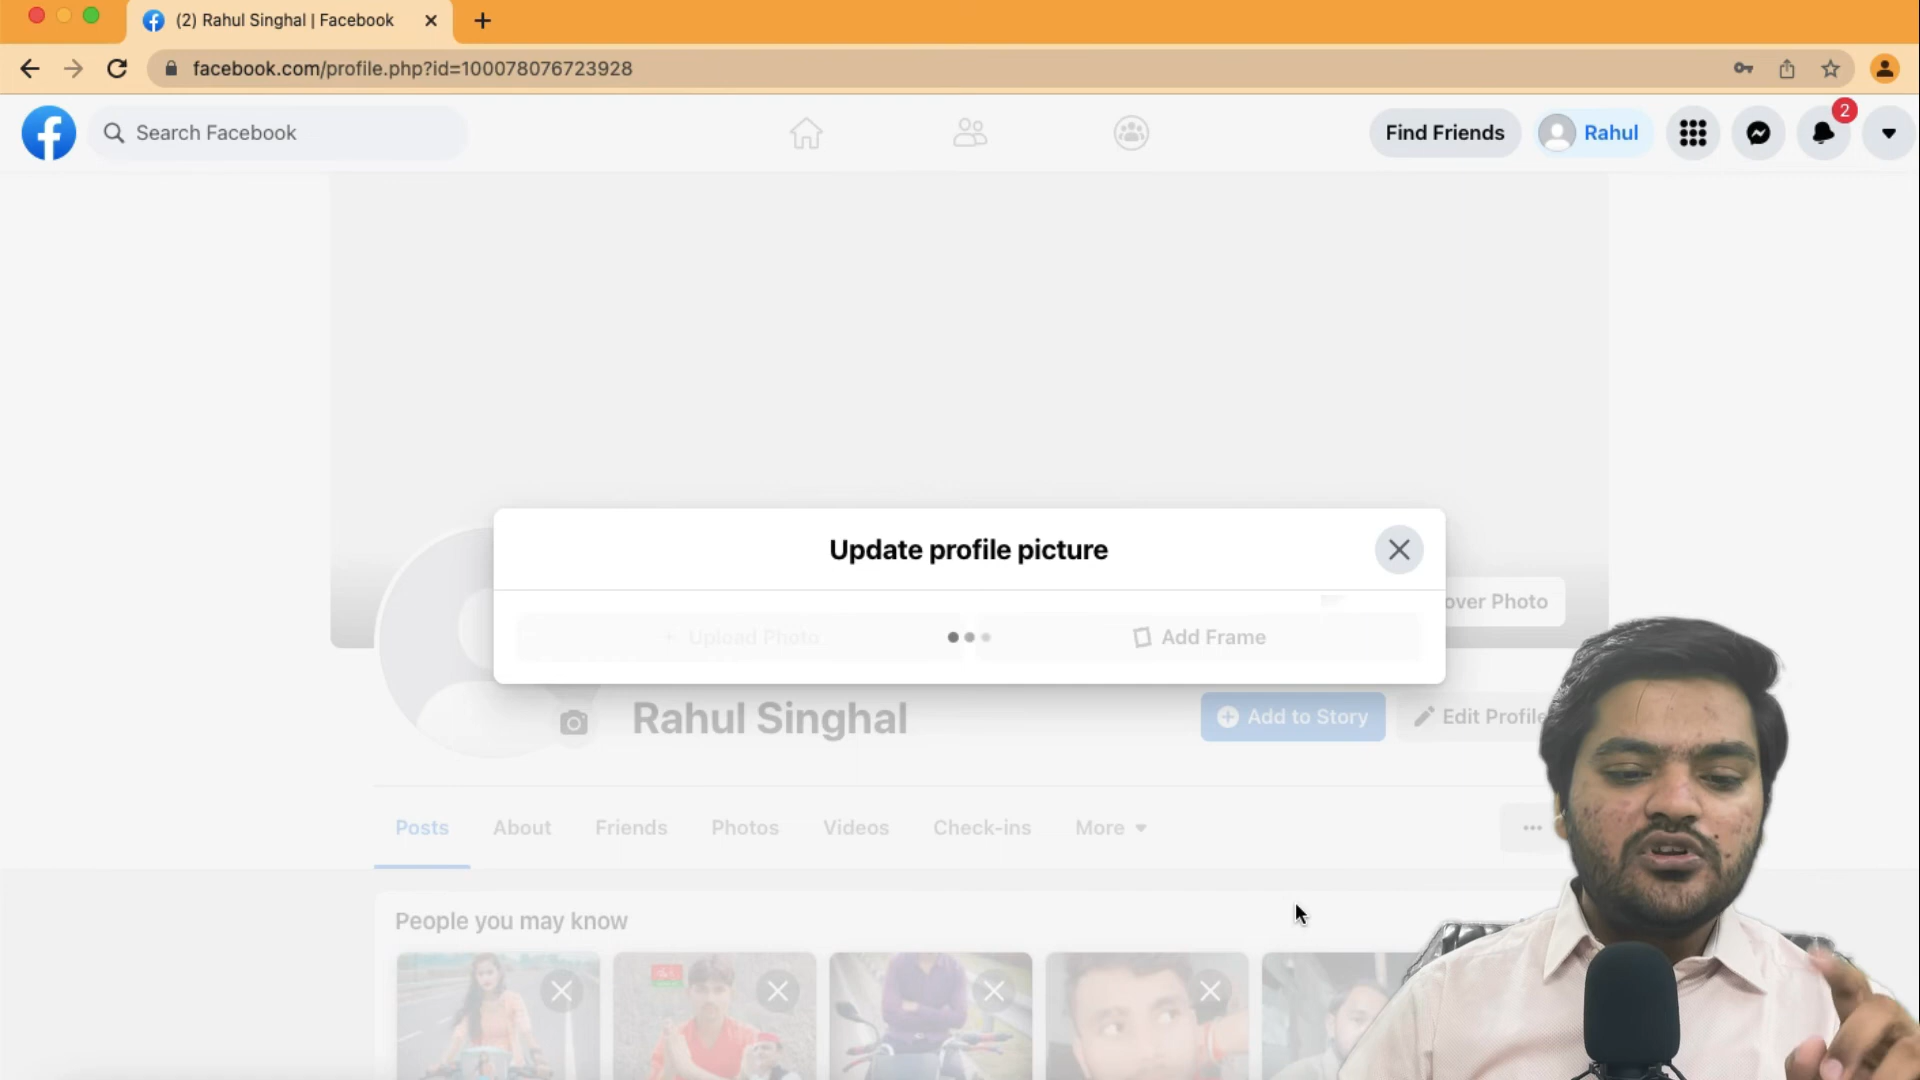 (2) Rahul Singhal | Facebook
facebook.com/profile.php?id=100078076723928
Search Facebook
Find Friends
Rahul
2
Update profile picture
Upload Photo
Add Frame
over Photo
Rahul Singhal
Add to Story
Edit Profile
Posts
About
Friends
Photos
Videos
Check-ins
More
People you may know